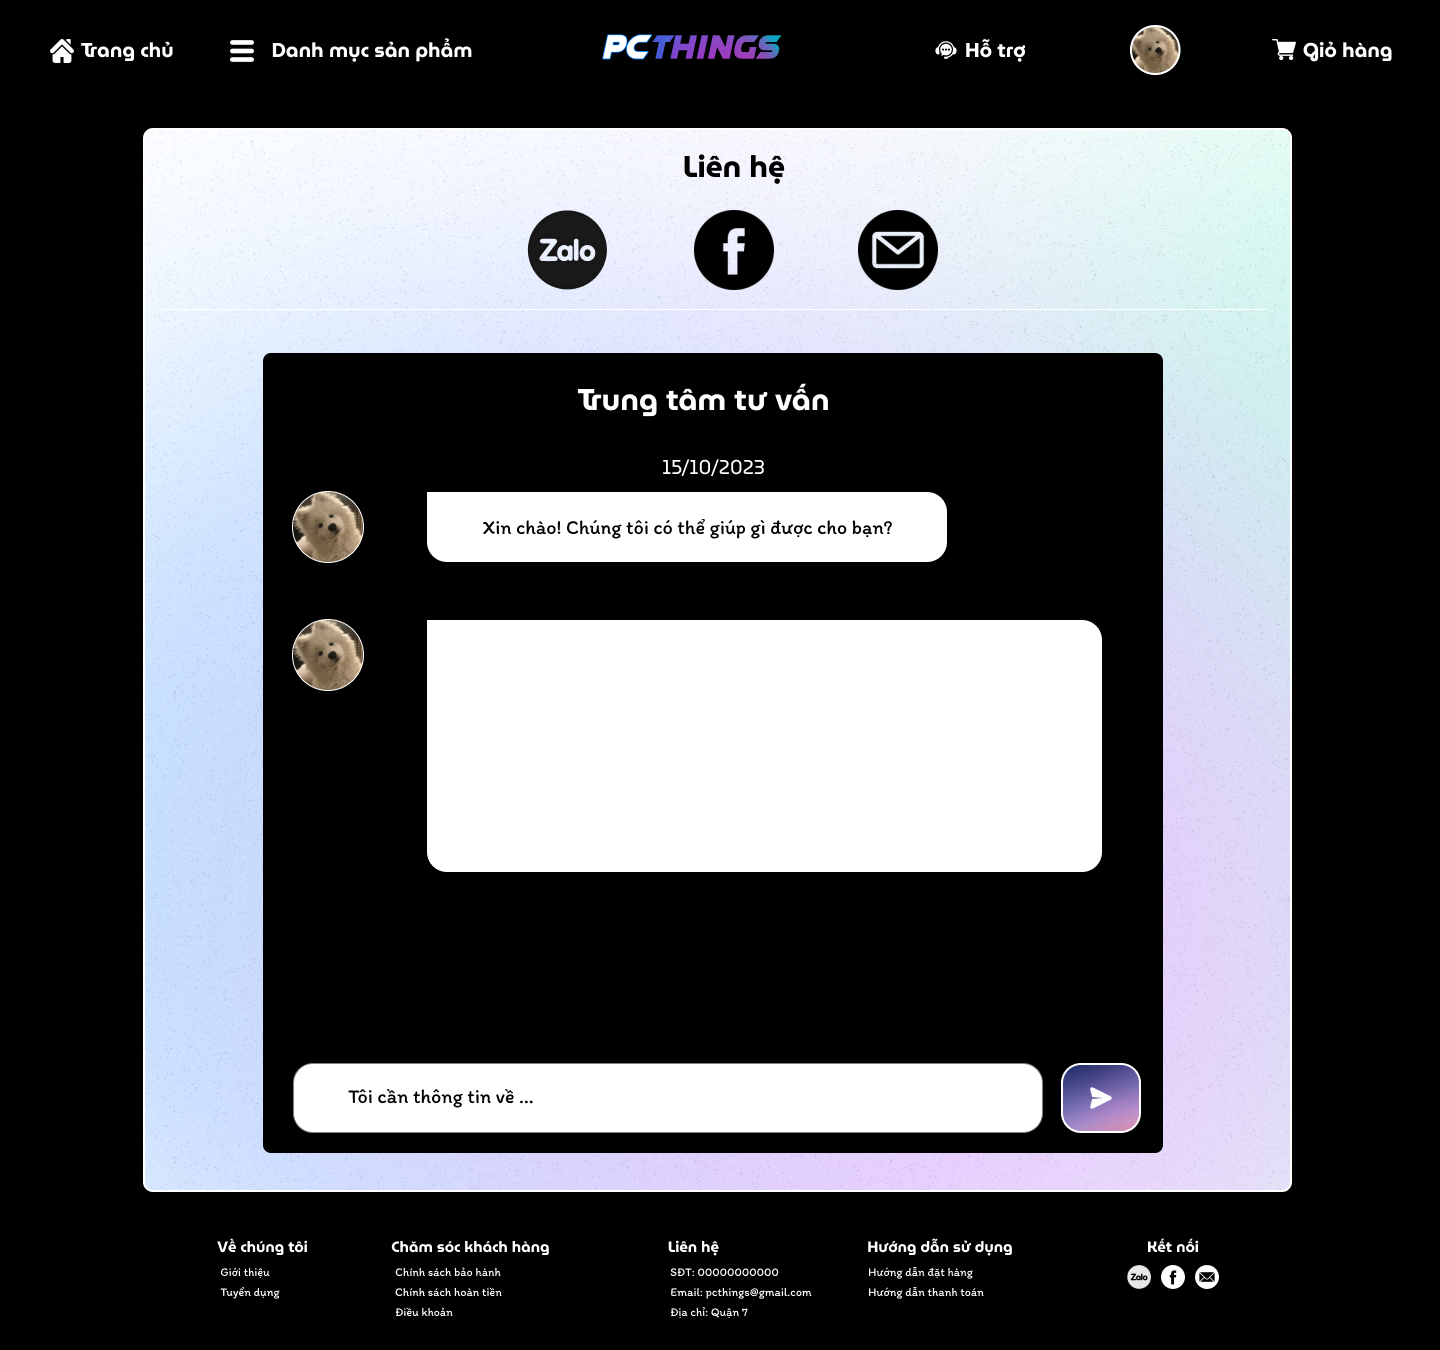 Trang chủ
Danh mục sản phẩm
PCTHINGS
Hỗ trợ
Giỏ hàng
Liên hệ
Zalo
Trung tâm tư vấn
15/10/2023
Xin chào! Chúng tôi có thể giúp gì được cho bạn?
Tôi cần thông tin về ...
Về chúng tôi
Giới thiệu
Tuyển dụng
Chăm sóc khách hàng
Chính sách bảo hành
Chính sách hoàn tiền
Điều khoản
Liên hệ
SĐT: 00000000000
Email: pcthings@gmail.com
Địa chỉ: Quận 7
Hướng dẫn sử dụng
Hướng dẫn đặt hàng
Hướng dẫn thanh toán
Kết nối
Zalo